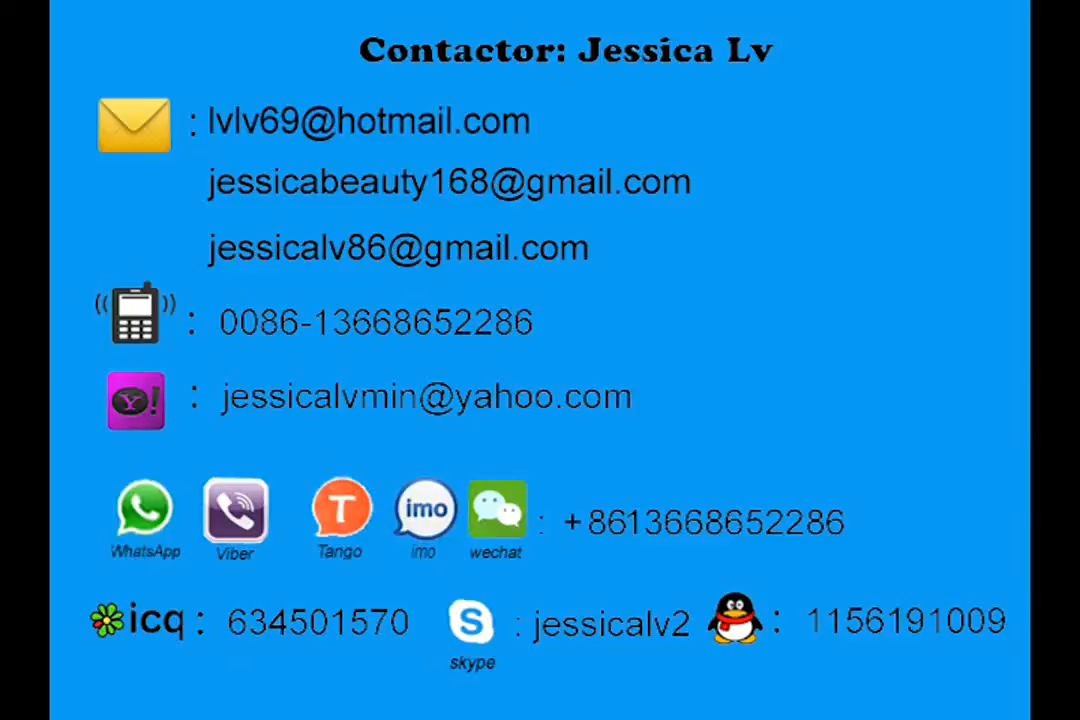 Contactor: Jessica Lv
: lvlv69@hotmail.com
jessicabeauty168@gmail.com
jessicalv86@gmail.com
: 0086-13668652286
Y! : jessicalvmin@yahoo.com
T imo : +8613668652286
WhatsApp Viber Tango imo wechat
icq : 634501570 S : jessicalv2 : 1156191009
skype